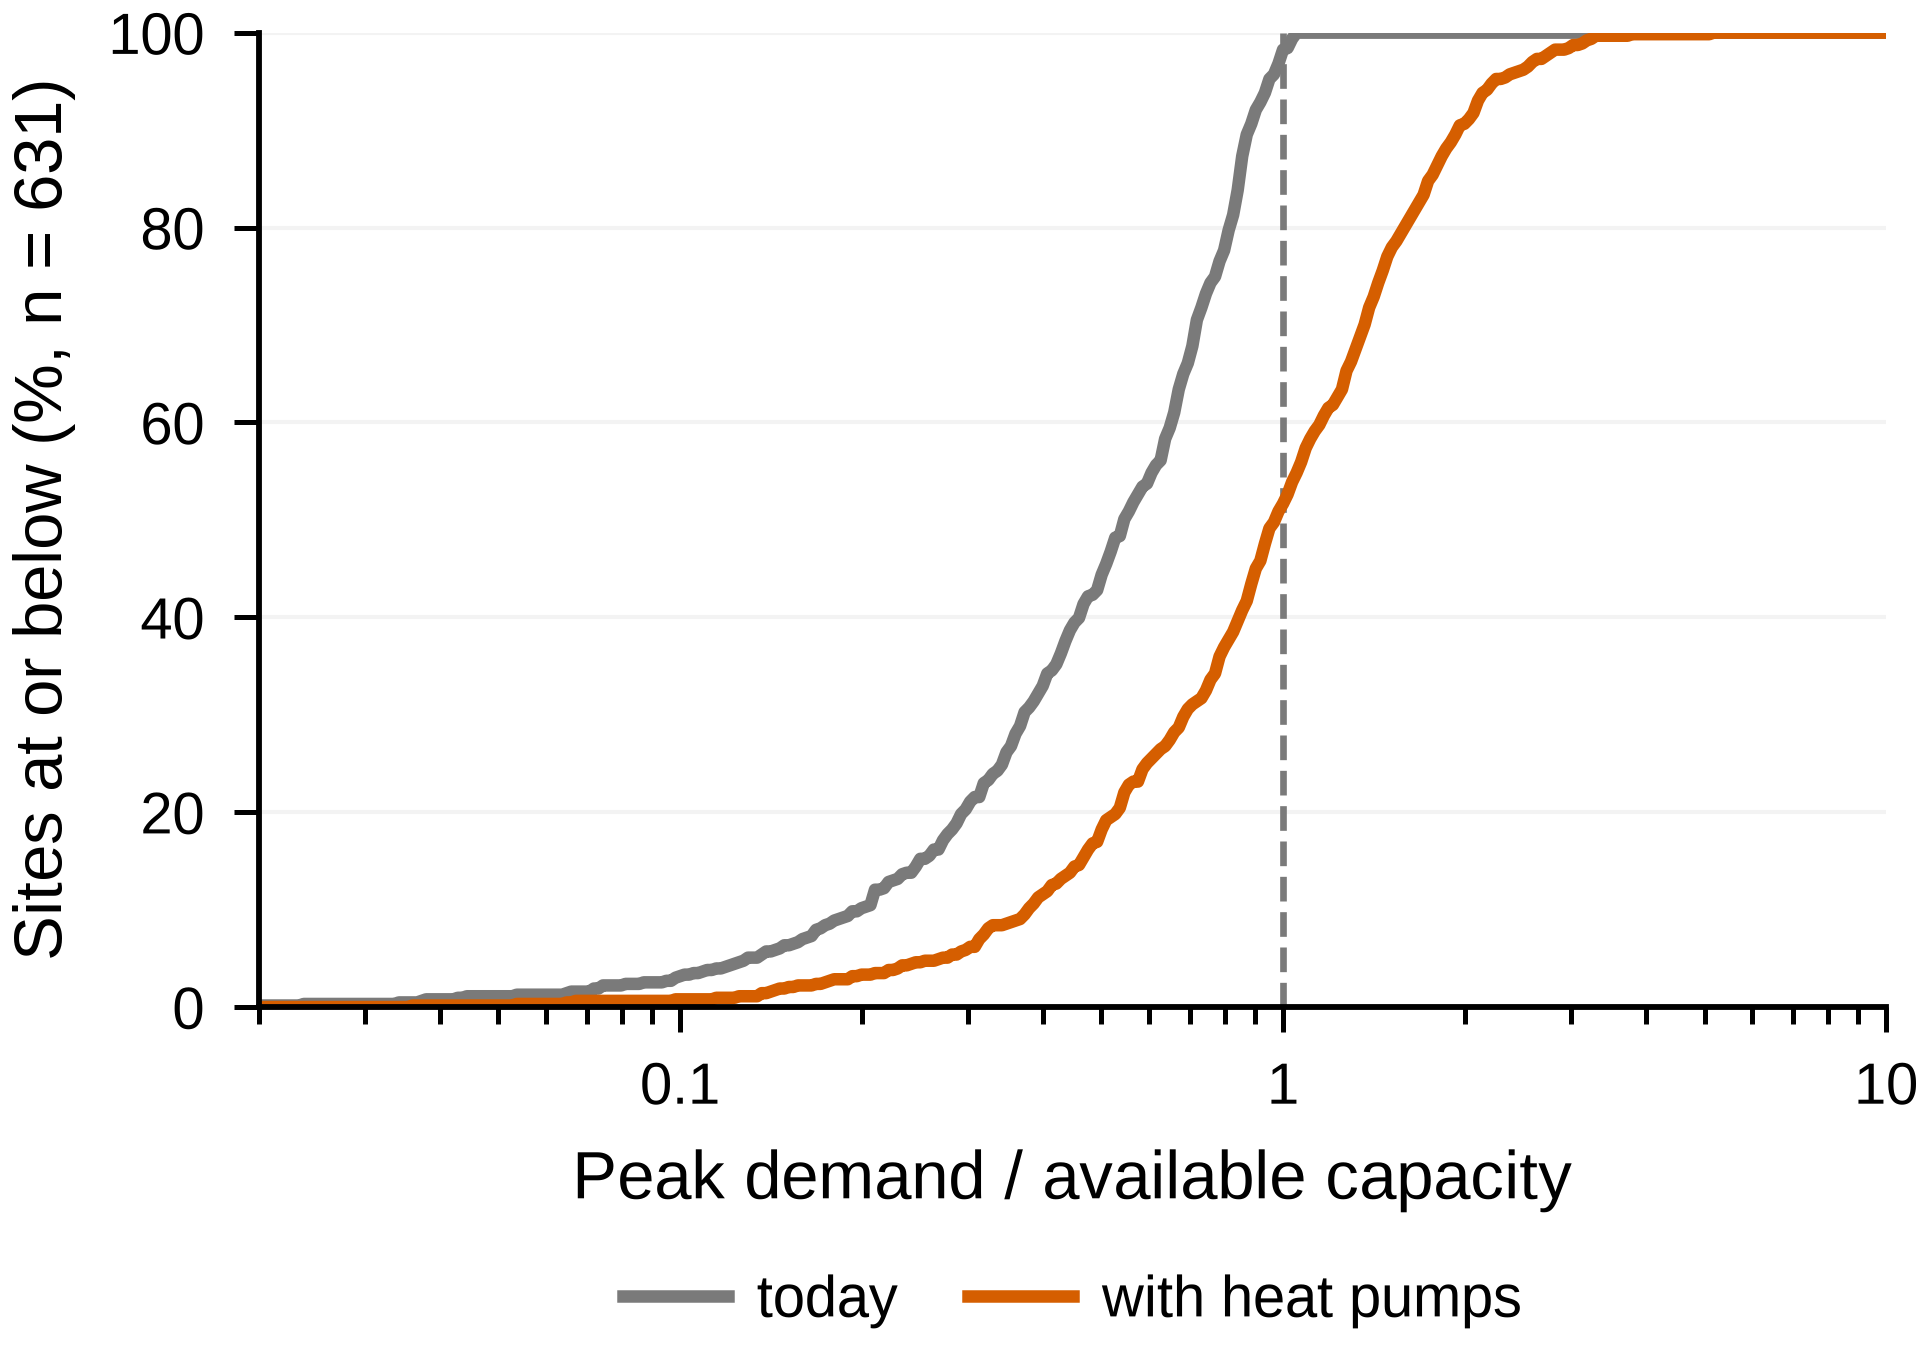 Sites at or below (%, n = 631)
100
80
60
40
20
0
0.1 1 10
Peak demand / available capacity
today with heat pumps